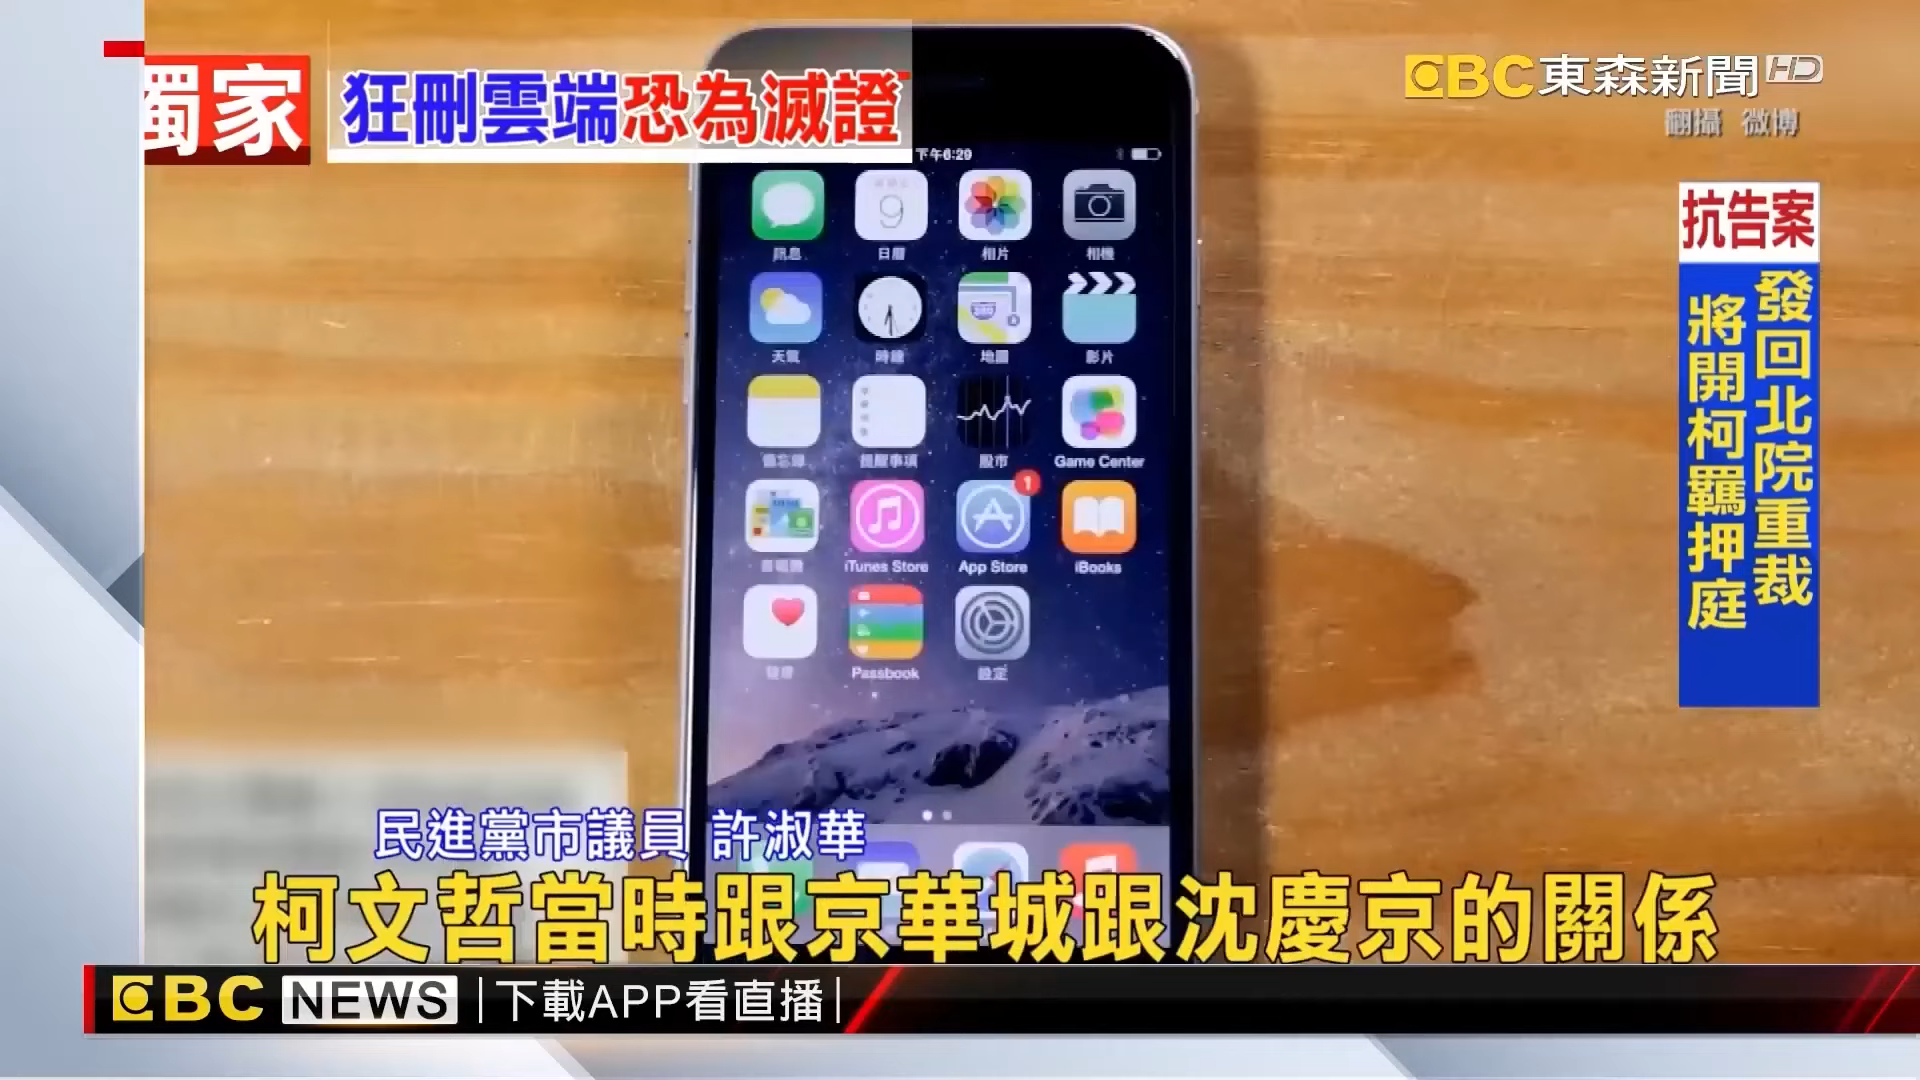 獨家
狂刪雲端恐為滅證
EBC東森新聞HD
翻攝 微博
抗告案
發回北院重裁
將開柯羈押庭
下午6:29
9
訊息
日曆
相片
相機
天氣
時鐘
地圖
影片
280
備忘錄
提醒事項
股市
Game Center
1
iTunes Store
App Store
iBooks
健康
Passbook
設定
民進黨市議員 許淑華
柯文哲當時跟京華城跟沈慶京的關係
EBC NEWS
下載APP看直播